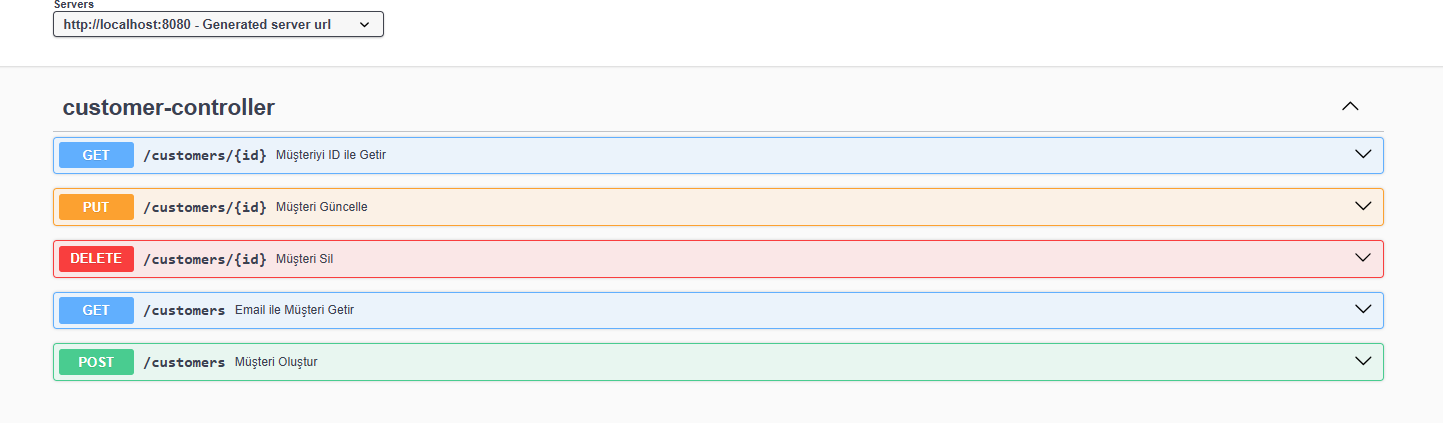 Servers
http://localhost:8080 - Generated server url
customer-controller
GET /customers/{id} Müşteriyi ID ile Getir
PUT /customers/{id} Müşteri Güncelle
DELETE /customers/{id} Müşteri Sil
GET /customers Email ile Müşteri Getir
POST /customers Müşteri Oluştur